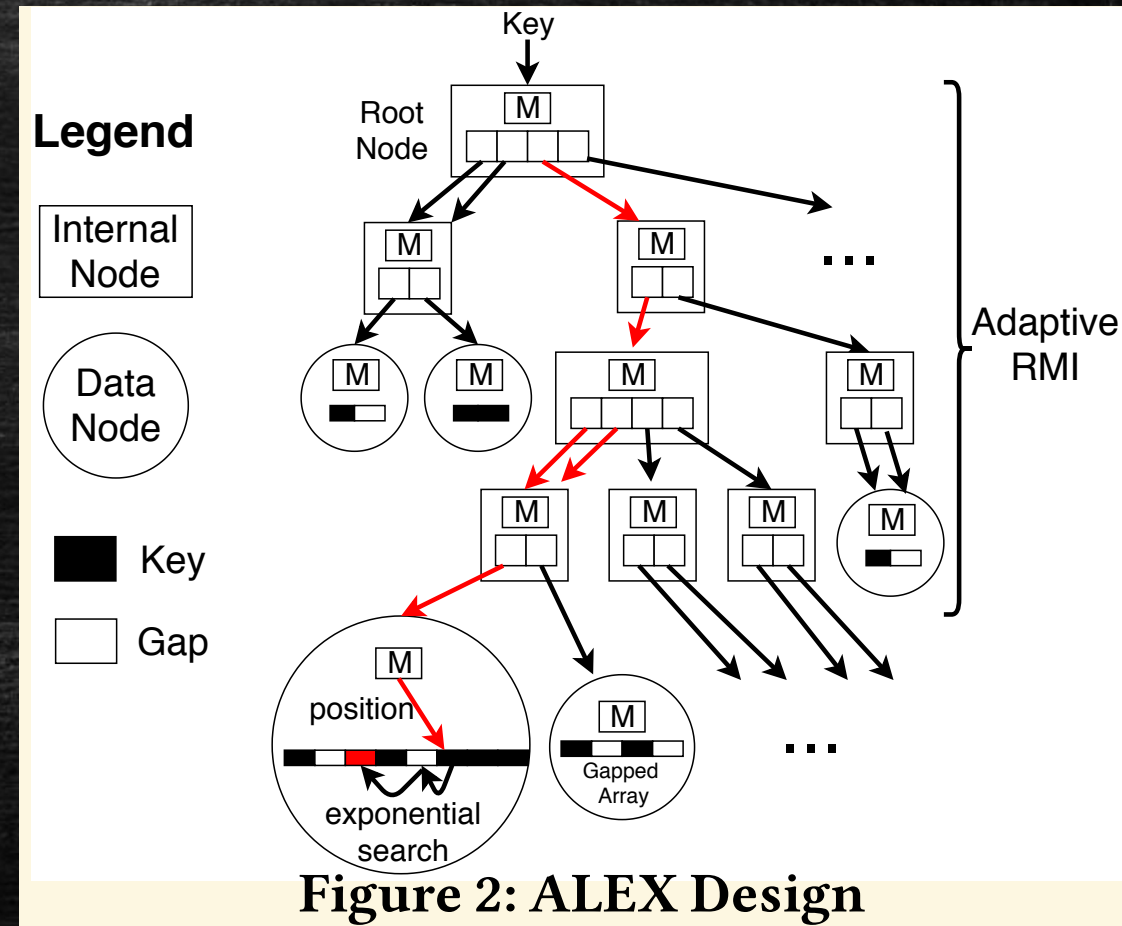 Key
Root
Node
M
Legend
Internal
Node
Data
Node
Key
Gap
M
M
...
Adaptive
RMI
M
M
M
M
M
M
M
M
M
M
position
exponential
search
M
Gapped
Array
...
Figure 2: ALEX Design